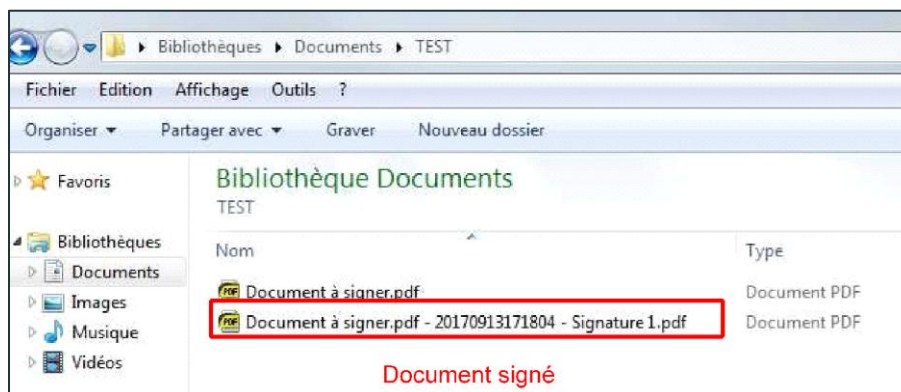 Bibliothèques Documents TEST
Fichier Edition Affichage Outils ?
Organiser Partager avec Graver Nouveau dossier
Favoris
Bibliothèques
Documents
Images
Musique
Vidéos
Bibliothèque Documents
TEST
Nom Type
PDF Document à signer.pdf Document PDF
PDF Document à signer.pdf - 20170913171804 - Signature 1.pdf Document PDF
Document signé